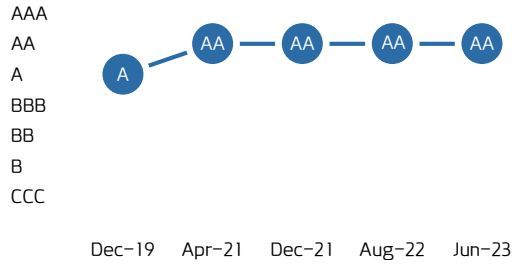 AAA
AA
A
BBB
BB
B
CCC
A
AA
AA
AA
AA
Dec–19 Apr–21 Dec–21 Aug–22 Jun–23